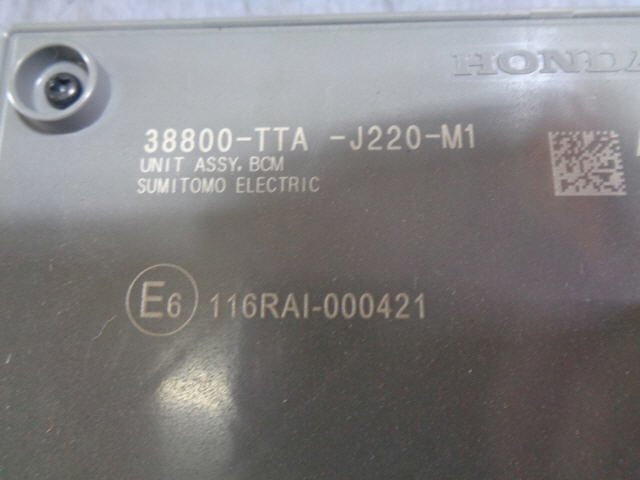 HONDA
38800-TTA -J220-M1
UNIT ASSY, BCM
SUMITOMO ELECTRIC
E6 116RAI-000421